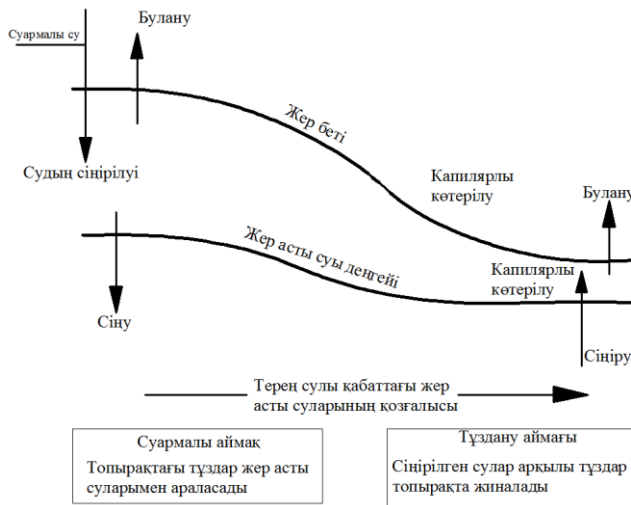 Суармалы су
Булану
Судың сіңірілуі
Жер беті
Капилярлы
көтерілу
Булану
Жер асты суы деңгейі
Капилярлы
көтерілу
Сіңу
Сіңіру
Терең сулы қабаттағы жер
асты суларының қозғалысы
Суармалы аймақ
Топырақтағы тұздар жер асты
суларымен араласады
Тұздану аймағы
Сіңірілген сулар арқылы тұздар
топырақта жиналады